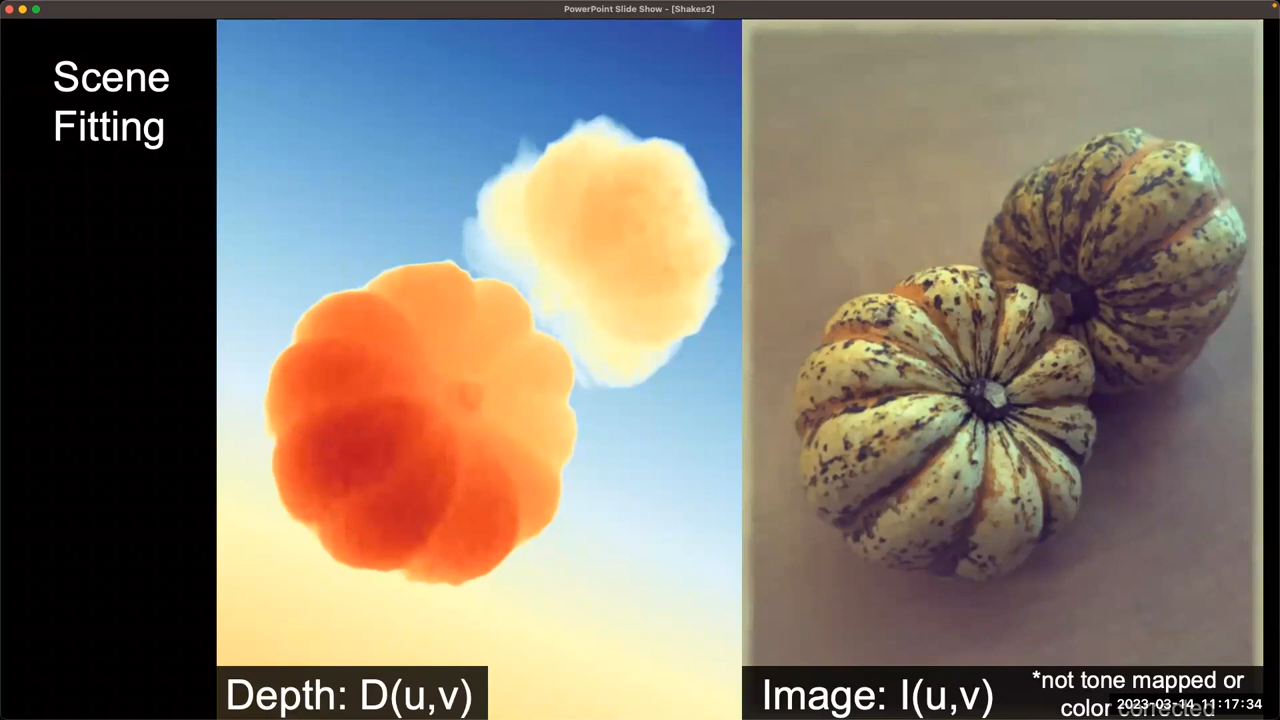 PowerPoint Slide Show - [Shakes2]
Scene
Fitting
Depth: D(u,v)
Image: I(u,v)
*not tone mapped or
color corrected
2023-03-14 11:17:34